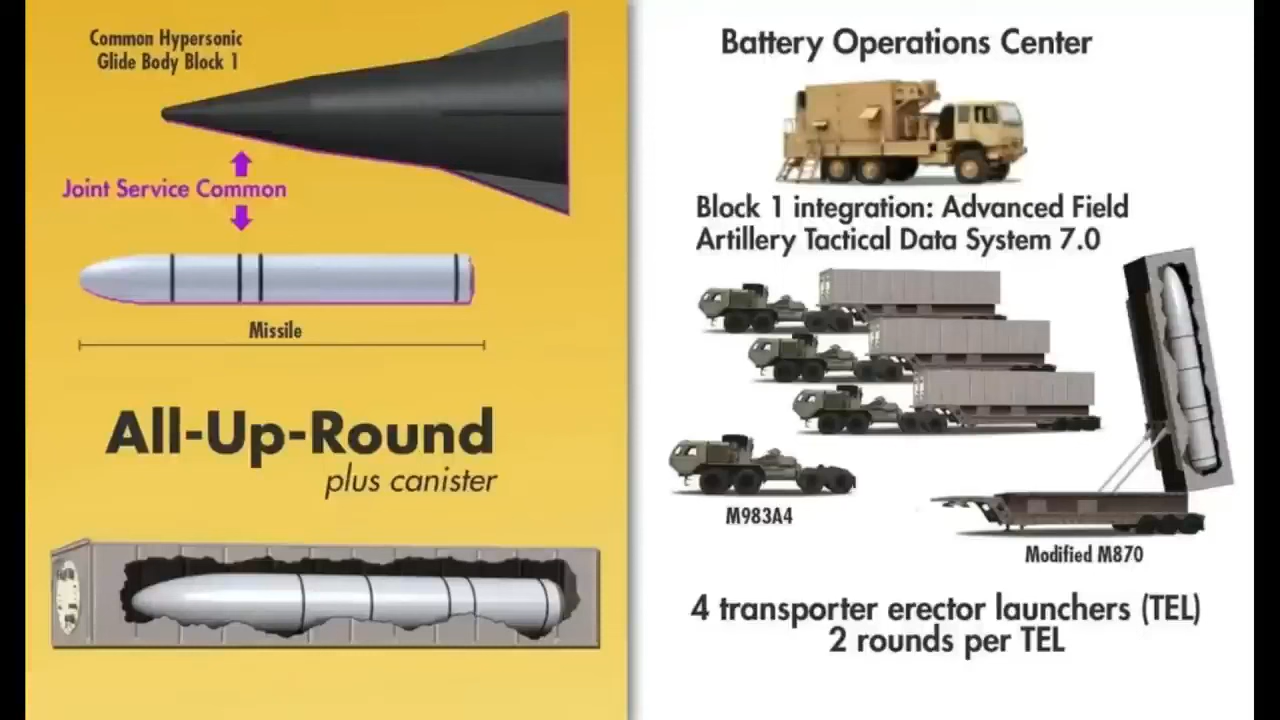 Common Hypersonic
Glide Body Block 1
Joint Service Common
Missile
All-Up-Round
plus canister
Battery Operations Center
Block 1 integration: Advanced Field
Artillery Tactical Data System 7.0
M983A4
Modified M870
4 transporter erector launchers (TEL)
2 rounds per TEL